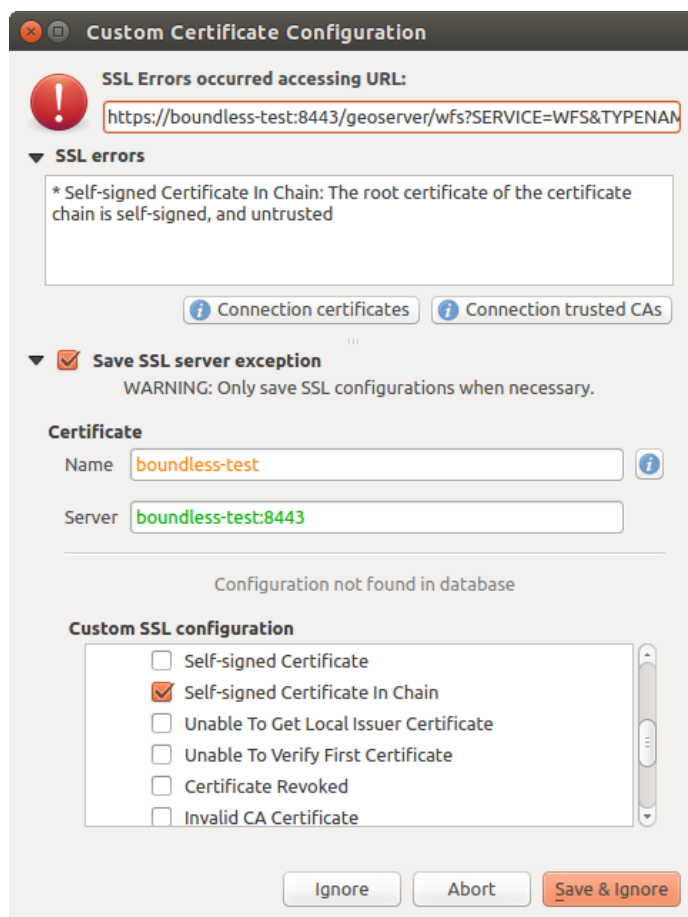 Custom Certificate Configuration
SSL Errors occurred accessing URL:
https://boundless-test:8443/geoserver/wfs?SERVICE=WFS&TYPENAM
SSL errors
* Self-signed Certificate In Chain: The root certificate of the certificate
chain is self-signed, and untrusted
Connection certificates
Connection trusted CAs
Save SSL server exception
WARNING: Only save SSL configurations when necessary.
Certificate
Name boundless-test
Server boundless-test:8443
Configuration not found in database
Custom SSL configuration
Self-signed Certificate
Self-signed Certificate In Chain
Unable To Get Local Issuer Certificate
Unable To Verify First Certificate
Certificate Revoked
Invalid CA Certificate
Ignore
Abort
Save & Ignore